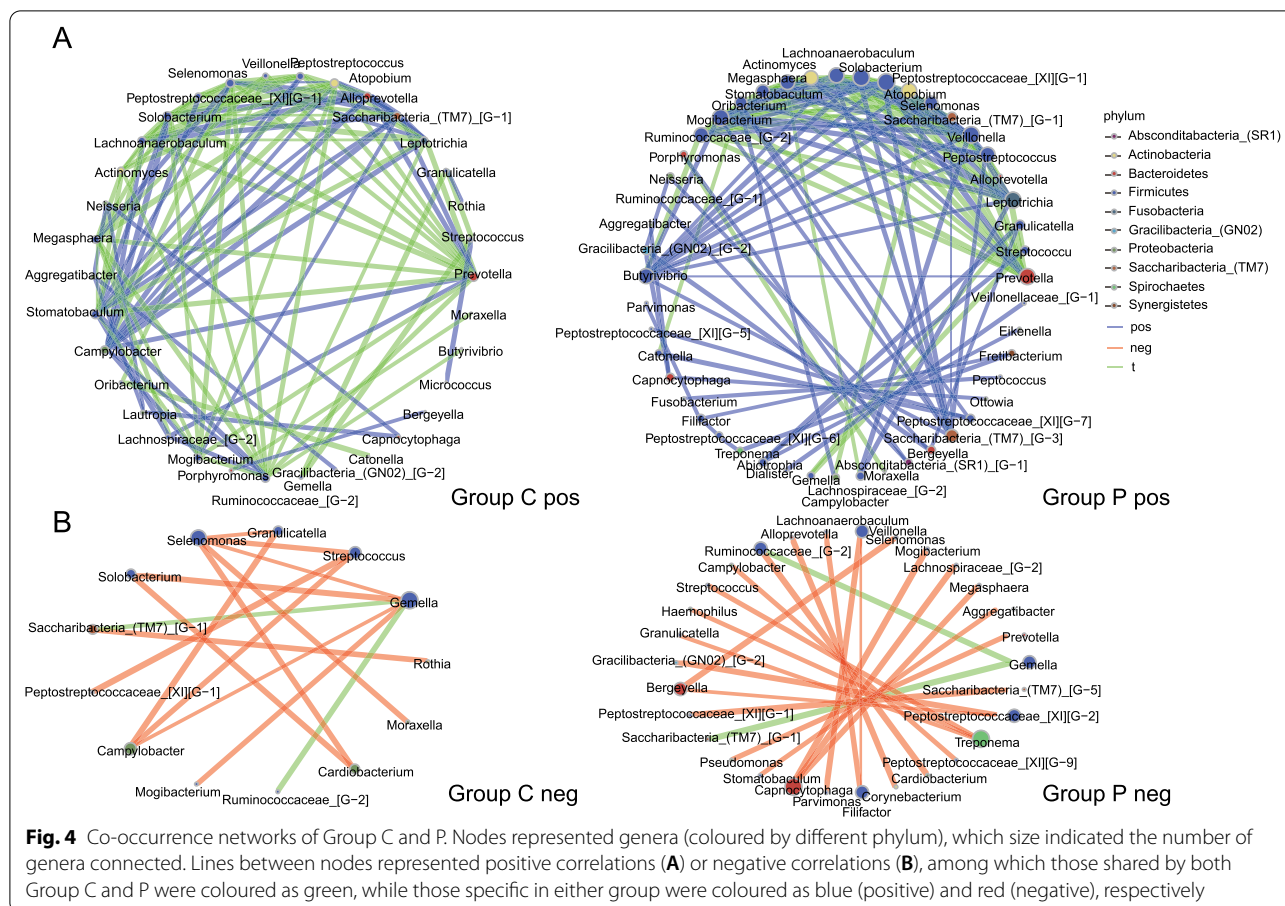 A
Veillonella
Peptostreptococcus
Selenomonas
Atopobium
Peptostreptococcaceae_[XI][G-1]
Alloprevotella
Solobacterium
Saccharibacteria_(TM7)_[G-1]
Lachnoanaerobaculum
Leptotrichia
Actinomyces
Granulicatella
Neisseria
Rothia
Megasphaera
Streptococcus
Aggregatibacter
Prevotella
Stomatobaculum
Moraxella
Campylobacter
Butyrivibrio
Oribacterium
Micrococcus
Lautropia
Bergeyella
Lachnospiraceae_[G-2]
Capnocytophaga
Mogibacterium
Catonella
Porphyromonas
Gracilibacteria_(GN02)_[G-2]
Gemella
Ruminococcaceae_[G-2]
Group C pos
Lachnoanaerobaculum
Actinomyces
Solobacterium
Megasphaera
Peptostreptococcaceae_[XI][G-1]
Stomatobaculum
Atopobium
Oribacterium
Selenomonas
Mogibacterium
Saccharibacteria_(TM7)_[G-1]
Ruminococcaceae_[G-2]
Veillonella
Porphyromonas
Peptostreptococcus
Neisseria
Alloprevotella
Ruminococcaceae_[G-1]
Leptotrichia
Aggregatibacter
Granulicatella
Gracilibacteria_(GN02)_[G-2]
Streptococcu
Butyrivibrio
Prevotella
Parvimonas
Veillonellaceae_[G-1]
Peptostreptococcaceae_[XI][G-5]
Eikenella
Catonella
Fretibacterium
Capnocytophaga
Peptococcus
Fusobacterium
Ottowia
Filifactor
Peptostreptococcaceae_[XI][G-7]
Peptostreptococcaceae_[XI][G-6]
Saccharibacteria_(TM7)_[G-3]
Treponema
Bergeyella
Abiotrophia
Absconditabacteria_(SR1)_[G-1]
Dialister
Moraxella
Gemella
Lachnospiraceae_[G-2]
Campylobacter
Group P pos
phylum
Absconditabacteria_(SR1)
Actinobacteria
Bacteroidetes
Firmicutes
Fusobacteria
Gracilibacteria_(GN02)
Proteobacteria
Saccharibacteria_(TM7)
Spirochaetes
Synergistetes
pos
neg
t
B
Granulicatella
Selenomonas
Streptococcus
Solobacterium
Gemella
Saccharibacteria_(TM7)_[G-1]
Rothia
Peptostreptococcaceae_[XI][G-1]
Moraxella
Campylobacter
Cardiobacterium
Mogibacterium
Ruminococcaceae_[G-2]
Group C neg
Lachnoanaerobaculum
Alloprevotella
Veillonella
Selenomonas
Ruminococcaceae_[G-2]
Mogibacterium
Campylobacter
Lachnospiraceae_[G-2]
Streptococcus
Megasphaera
Haemophilus
Aggregatibacter
Granulicatella
Prevotella
Gracilibacteria_(GN02)_[G-2]
Gemella
Bergeyella
Saccharibacteria_(TM7)_[G-5]
Peptostreptococcaceae_[XI][G-1]
Peptostreptococcaceae_[XI][G-2]
Saccharibacteria_(TM7)_[G-1]
Treponema
Pseudomonas
Peptostreptococcaceae_[XI][G-9]
Stomatobaculum
Cardiobacterium
Capnocytophaga
Parvimonas
Corynebacterium
Filifactor
Group P neg
Fig. 4 Co-occurrence networks of Group C and P. Nodes represented genera (coloured by different phylum), which size indicated the number of
genera connected. Lines between nodes represented positive correlations (A) or negative correlations (B), among which those shared by both
Group C and P were coloured as green, while those specific in either group were coloured as blue (positive) and red (negative), respectively